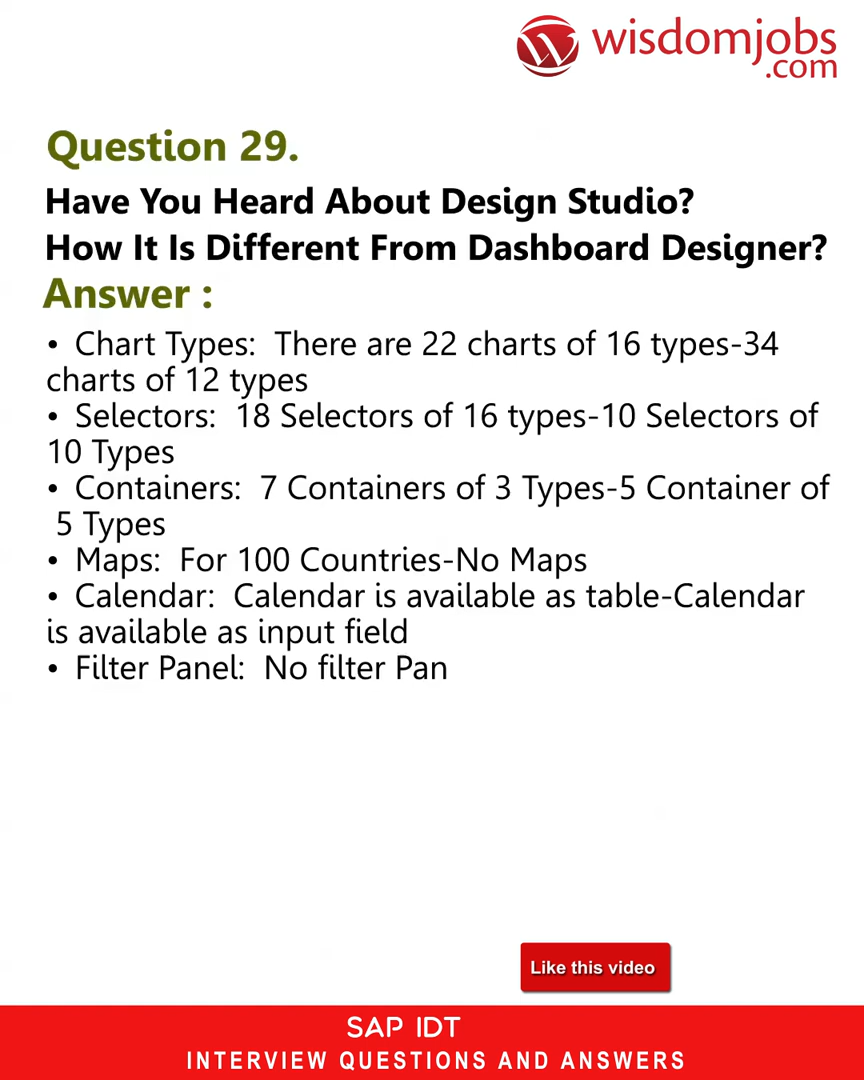 wisdomjobs
.com
Question 29.
Have You Heard About Design Studio?
How It Is Different From Dashboard Designer?
Answer :
• Chart Types: There are 22 charts of 16 types-34
charts of 12 types
• Selectors: 18 Selectors of 16 types-10 Selectors of
10 Types
• Containers: 7 Containers of 3 Types-5 Container of
5 Types
• Maps: For 100 Countries-No Maps
• Calendar: Calendar is available as table-Calendar
is available as input field
• Filter Panel: No filter Pan
Like this video
SAP IDT
INTERVIEW QUESTIONS AND ANSWERS